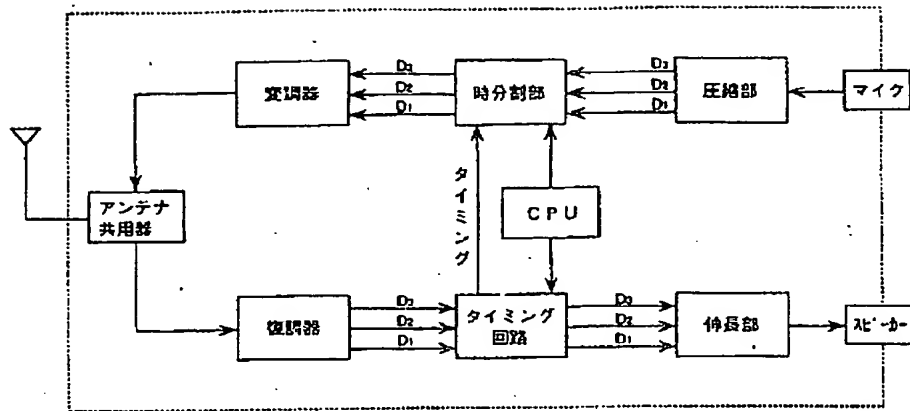 変調器
D3
D2
D1
時分割部
D3
D2
D1
圧縮部
マイク
アンテナ
共用器
タイミング
CPU
復調器
D3
D2
D1
タイミング
回路
D3
D2
D1
伸長部
スピーカー